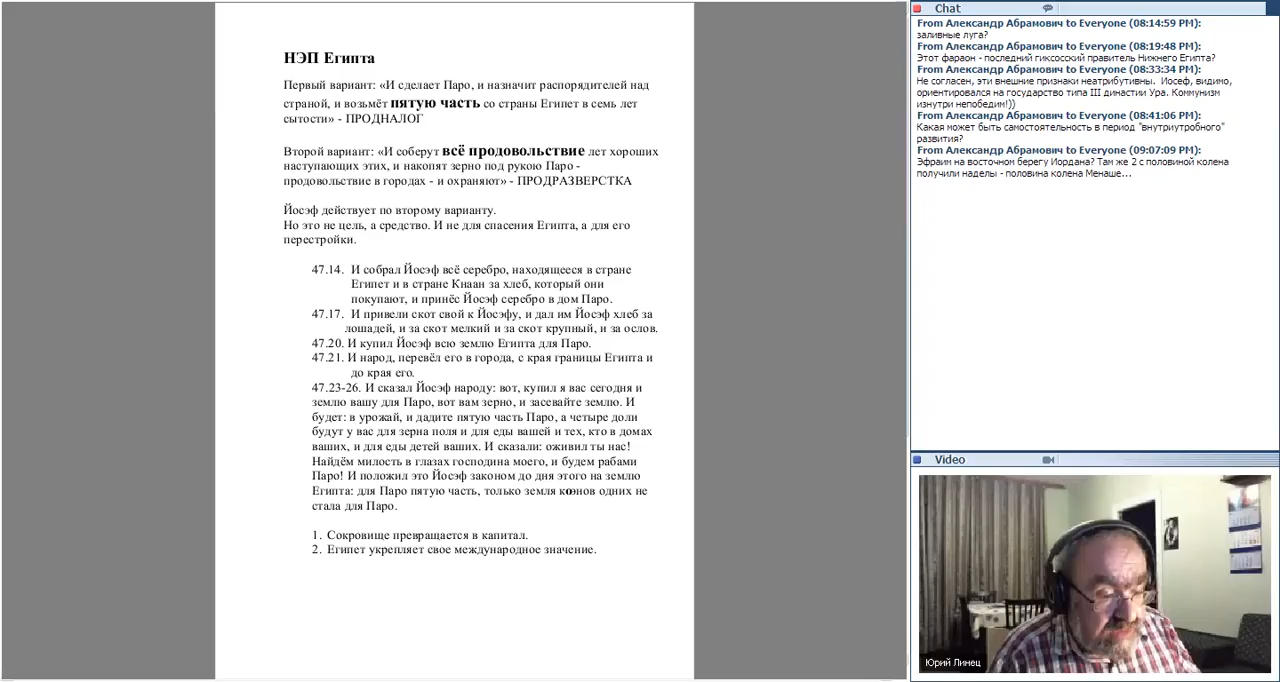 НЭП Египта
Первый вариант: «И сделает Паро, и назначит распорядителей над
страной, и возьмёт пятую часть со страны Египет в семь лет
сытости» - ПРОДНАЛОГ
Второй вариант: «И соберут всё продовольствие лет хороших
наступающих этих, и накопят зерно под рукою Паро -
продовольствие в городах - и охраняют» - ПРОДРАЗВЕРСТКА
Йосэф действует по второму варианту.
Но это не цель, а средство. И не для спасения Египта, а для его
перестройки.
47.14. И собрал Йосэф всё серебро, находящееся в стране
Египет и в стране Кнаан за хлеб, который они
покупают, и принёс Йосэф серебро в дом Паро.
47.17. И привели скот свой к Йосэфу, и дал им Йосэф хлеб за
лошадей, и за скот мелкий и за скот крупный, и за ослов.
47.20. И купил Йосэф всю землю Египта для Паро.
47.21. И народ, перевёл его в города, с края границы Египта и
до края его.
47.23-26. И сказал Йосэф народу: вот, купил я вас сегодня и
землю вашу для Паро, вот вам зерно, и засевайте землю. И
будет: в урожай, и дадите пятую часть Паро, а четыре доли
будут у вас для зерна поля и для еды вашей и тех, кто в домах
ваших, и для еды детей ваших. И сказали: оживил ты нас!
Найдём милость в глазах господина моего, и будем рабами
Паро! И положил это Йосэф законом до дня этого на землю
Египта: для Паро пятую часть, только земля коэнов одних не
стала для Паро.
1. Сокровище превращается в капитал.
2. Египет укрепляет свое международное значение.
Chat
From Александр Абрамович to Everyone (08:14:59 PM):
заливные луга?
From Александр Абрамович to Everyone (08:19:48 PM):
Этот фараон - последний гиксосский правитель Нижнего Египта?
From Александр Абрамович to Everyone (08:33:34 PM):
Не согласен, эти внешние признаки неатрибутивны. Иосеф, видимо,
ориентировался на государство типа III династии Ура. Коммунизм
изнутри непобедим!))
From Александр Абрамович to Everyone (08:41:06 PM):
Какая может быть самостоятельность в период "внутриутробного"
развития?
From Александр Абрамович to Everyone (09:07:09 PM):
Эфраим на восточном берегу Иордана? Там же 2 с половиной колена
получили наделы - половина колена Менаше...
Video
Юрий Линец